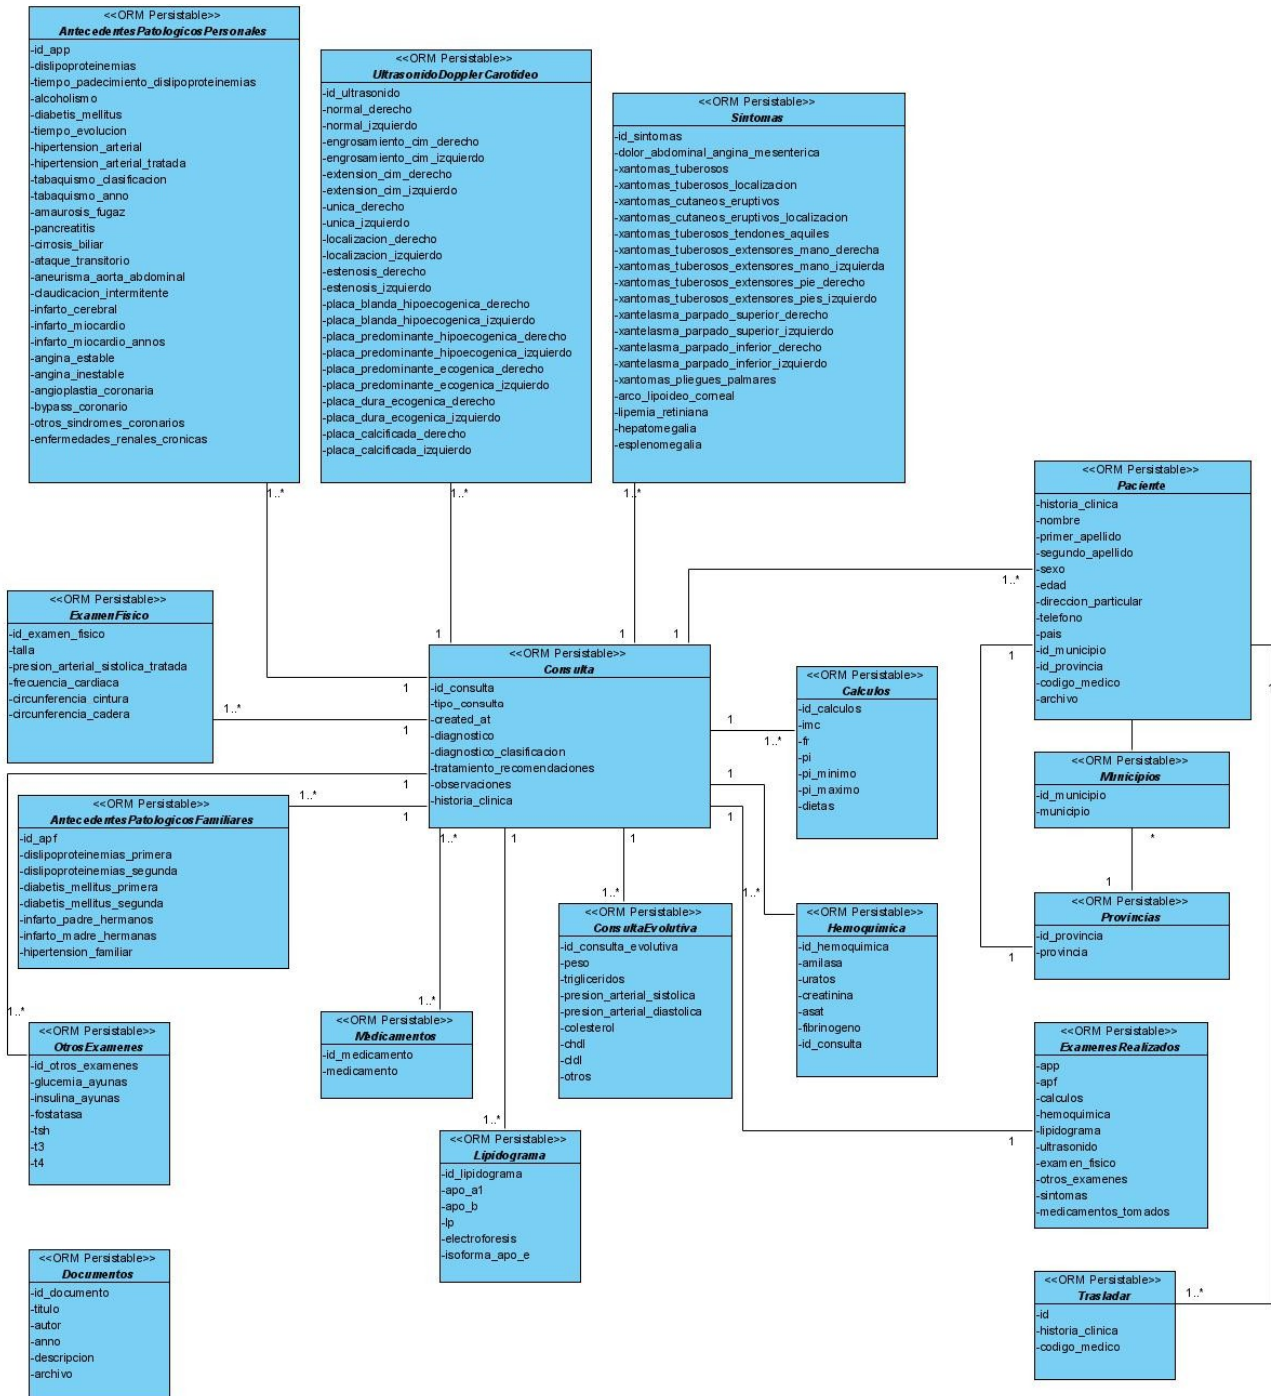 <<ORM Persistable>>
AntecedentesPatologicosPersonales
-id_app
-dislipoproteinemias
-tiempo_padecimiento_dislipoproteinemias
-alcoholismo
-diabetis_mellitus
-tiempo_evolucion
-hipertension_arterial
-hipertension_arterial_tratada
-tabaquismo_clasificacion
-tabaquismo_anno
-amaurosis_fugaz
-pancreatitis
-cirrosis_biliar
-ataque_transitorio
-aneurisma_aorta_abdominal
-claudicacion_intermitente
-infarto_cerebral
-infarto_miocardio
-infarto_miocardio_annos
-angina_estable
-angina_inestable
-angioplastia_coronaria
-bypass_coronario
-otros_sindromes_coronarios
-enfermedades_renales_cronicas
1..*
<<ORM Persistable>>
UltrasonidoDopplerCarotideo
-id_ultrasonido
-normal_derecho
-normal_izquierdo
-engrosamiento_cim_derecho
-engrosamiento_cim_izquierdo
-extension_cim_derecho
-extension_cim_izquierdo
-unica_derecho
-unica_izquierdo
-localizacion_derecho
-localizacion_izquierdo
-estenosis_derecho
-estenosis_izquierdo
-placa_blanda_hipoecogenica_derecho
-placa_blanda_hipoecogenica_izquierdo
-placa_predominante_hipoecogenica_derecho
-placa_predominante_hipoecogenica_izquierdo
-placa_predominante_ecogenica_derecho
-placa_predominante_ecogenica_izquierdo
-placa_dura_ecogenica_derecho
-placa_dura_ecogenica_izquierdo
-placa_calcificada_derecho
-placa_calcificada_izquierdo
1..*
<<ORM Persistable>>
Sintomas
-id_sintomas
-dolor_abdominal_angina_mesenterica
-xantomas_tuberosos
-xantomas_tuberosos_localizacion
-xantomas_cutaneos_eruptivos
-xantomas_cutaneos_eruptivos_localizacion
-xantomas_tuberosos_tendones_aquiles
-xantomas_tuberosos_extensores_mano_derecha
-xantomas_tuberosos_extensores_mano_izquierda
-xantomas_tuberosos_extensores_pie_derecho
-xantomas_tuberosos_extensores_pies_izquierdo
-xantelasma_parpado_superior_derecho
-xantelasma_parpado_superior_izquierdo
-xantelasma_parpado_inferior_derecho
-xantelasma_parpado_inferior_izquierdo
-xantomas_pliegues_palmares
-arco_lipoideo_corneal
-lipemia_retiniana
-hepatomegalia
-esplenomegalia
1..*
<<ORM Persistable>>
Paciente
-historia_clinica
-nombre
-primer_apellido
-segundo_apellido
-sexo
-edad
-direccion_particular
-telefono
-pais
-id_municipio
-id_provincia
-codigo_medico
-archivo
1..*
1
1
<<ORM Persistable>>
ExamenFisico
-id_examen_fisico
-talla
-presion_arterial_sistolica_tratada
-frecuencia_cardiaca
-circunferencia_cintura
-circunferencia_cadera
1..*
1 1 1
<<ORM Persistable>>
Consulta
-id_consulta
-tipo_consulta
-created_at
-diagnostico
-diagnostico_clasificacion
-tratamiento_recomendaciones
-observaciones
-historia_clinica
1
1
1
1
1
1
1
1..*
1
1
<<ORM Persistable>>
Calculos
-id_calculos
-imc
-fr
-pi
-pi_minimo
-pi_maximo
-dietas
1..*
<<ORM Persistable>>
Municipios
-id_municipio
-municipio
*
1
<<ORM Persistable>>
AntecedentesPatologicosFamiliares
-id_apf
-dislipoproteinemias_primera
-dislipoproteinemias_segunda
-diabetis_mellitus_primera
-diabetis_mellitus_segunda
-infarto_padre_hermanos
-infarto_madre_hermanas
-hipertension_familiar
1..*
<<ORM Persistable>>
ConsultaEvolutiva
-id_consulta_evolutiva
-peso
-trigliceridos
-presion_arterial_sistolica
-presion_arterial_diastolica
-colesterol
-chdl
-cldl
-otros
1..*
<<ORM Persistable>>
Hemoquimica
-id_hemoquimica
-amilasa
-uratos
-creatinina
-asat
-fibrinogeno
-id_consulta
1..*
<<ORM Persistable>>
Provincias
-id_provincia
-provincia
1
<<ORM Persistable>>
OtrosExamenes
-id_otros_examenes
-glucemia_ayunas
-insulina_ayunas
-fostatasa
-tsh
-t3
-t4
1..*
<<ORM Persistable>>
Medicamentos
-id_medicamento
-medicamento
1..*
<<ORM Persistable>>
Lipidograma
-id_lipidograma
-apo_a1
-apo_b
-lp
-electroforesis
-isoforma_apo_e
1..*
<<ORM Persistable>>
ExamenesRealizados
-app
-apf
-calculos
-hemoquimica
-lipidograma
-ultrasonido
-examen_fisico
-otros_examenes
-sintomas
-medicamentos_tomados
1
<<ORM Persistable>>
Documentos
-id_documento
-titulo
-autor
-anno
-descripcion
-archivo
<<ORM Persistable>>
Trasladar
-id
-historia_clinica
-codigo_medico
1..*